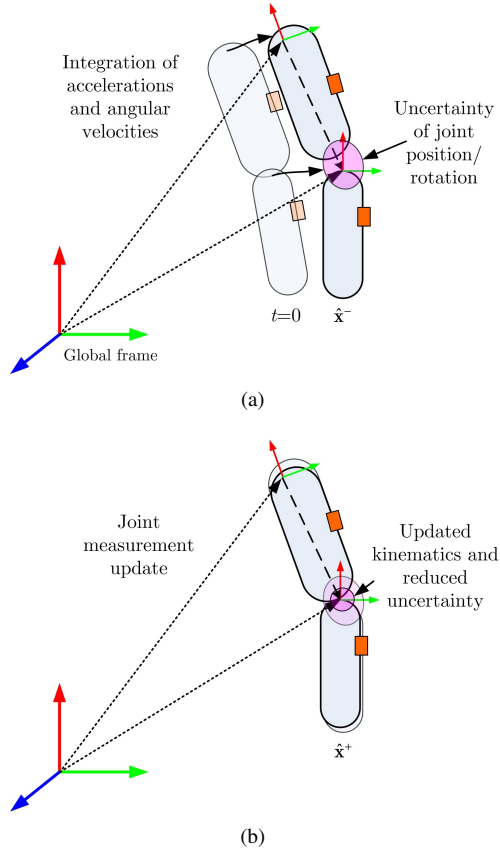 Integration of
accelerations
and angular
velocities
Uncertainty
of joint
position/
rotation
t=0
x̂⁻
Global frame
(a)
Joint
measurement
update
Updated
kinematics and
reduced
uncertainty
x̂⁺
(b)